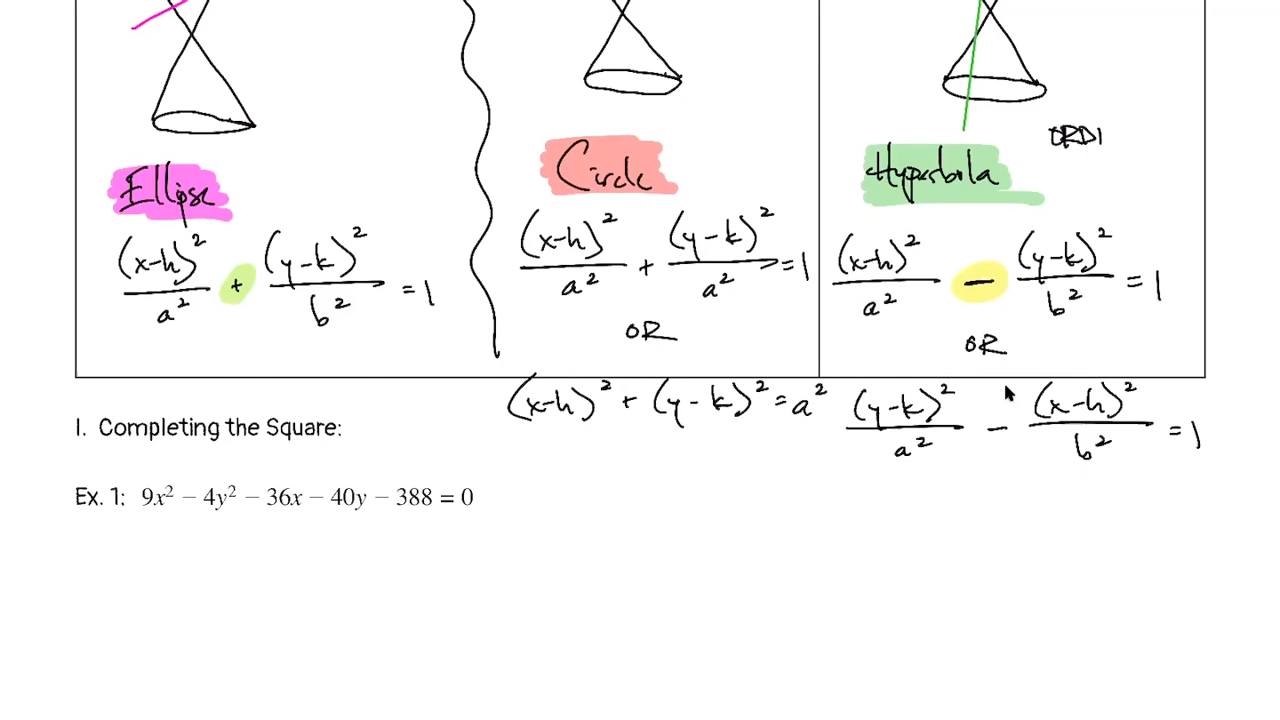 Ellipse
(x-h)²/a² + (y-k)²/b² = 1
Circle
(x-h)²/a² + (y-k)²/a² = 1
OR
(x-h)² + (y-k)² = a²
Hyperbola
(x-h)²/a² − (y-k)²/b² = 1
OR
(y-k)²/a² − (x-h)²/b² = 1
I. Completing the Square:
Ex. 1: 9x² − 4y² − 36x − 40y − 388 = 0